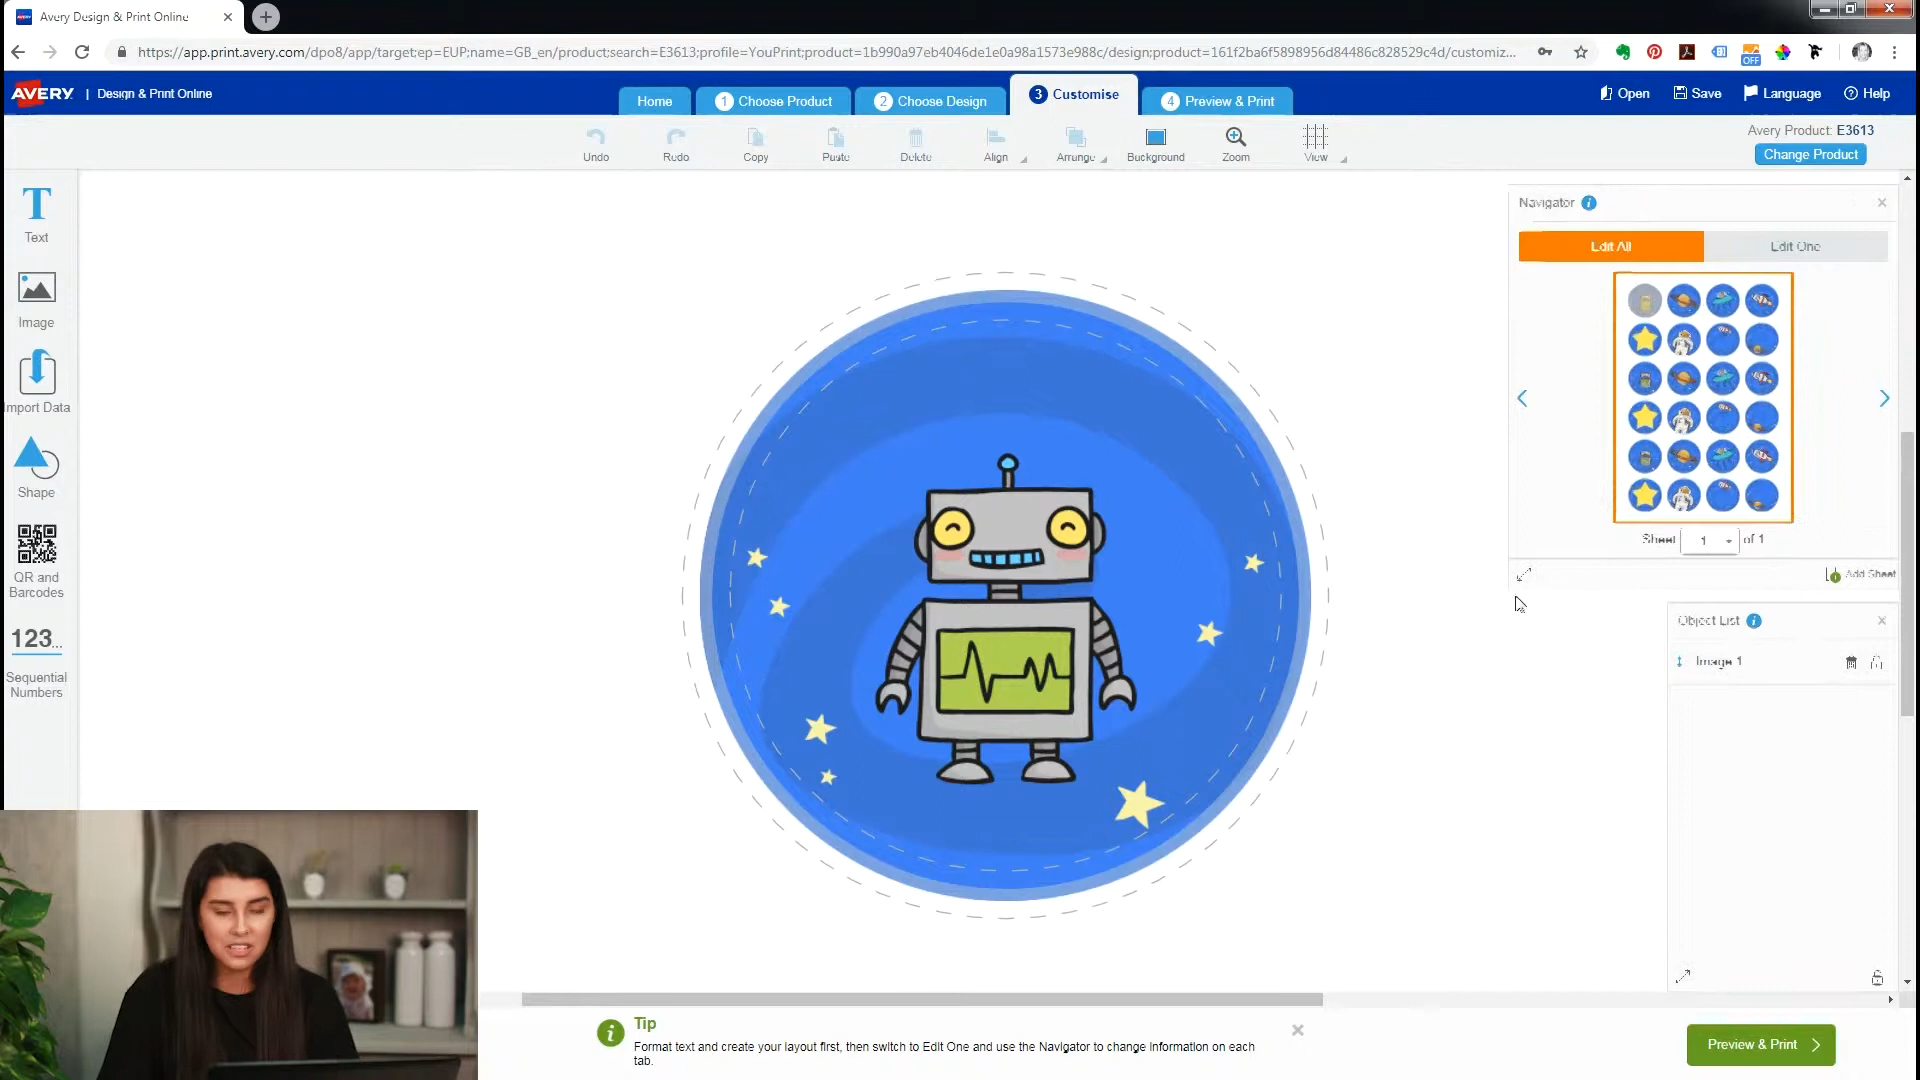 Avery Design & Print Online
https://app.print.avery.com/dpo8/app/target;ep=EUP;name=GB_en/product;search=E3613;profile=YouPrint;product=1b990a97eb4046de1e0a98a1573e988c/design;product=161f2ba6f5898956d84486c828529c4d/customiz...
OFF
AVERY | Design & Print Online
Home
1 Choose Product
2 Choose Design
3 Customise
4 Preview & Print
Open
Save
Language
? Help
Undo
Redo
Copy
Paste
Delete
Align
Arrange
Background
Zoom
View
Avery Product: E3613
Change Product
T
Text
Image
Import Data
Shape
QR and
Barcodes
123...
Sequential
Numbers
Navigator i
Edit All
Edit One
Sheet 1 of 1
Add Sheet
Object List i
Image 1
i Tip
Format text and create your layout first, then switch to Edit One and use the Navigator to change information on each
tab.
Preview & Print